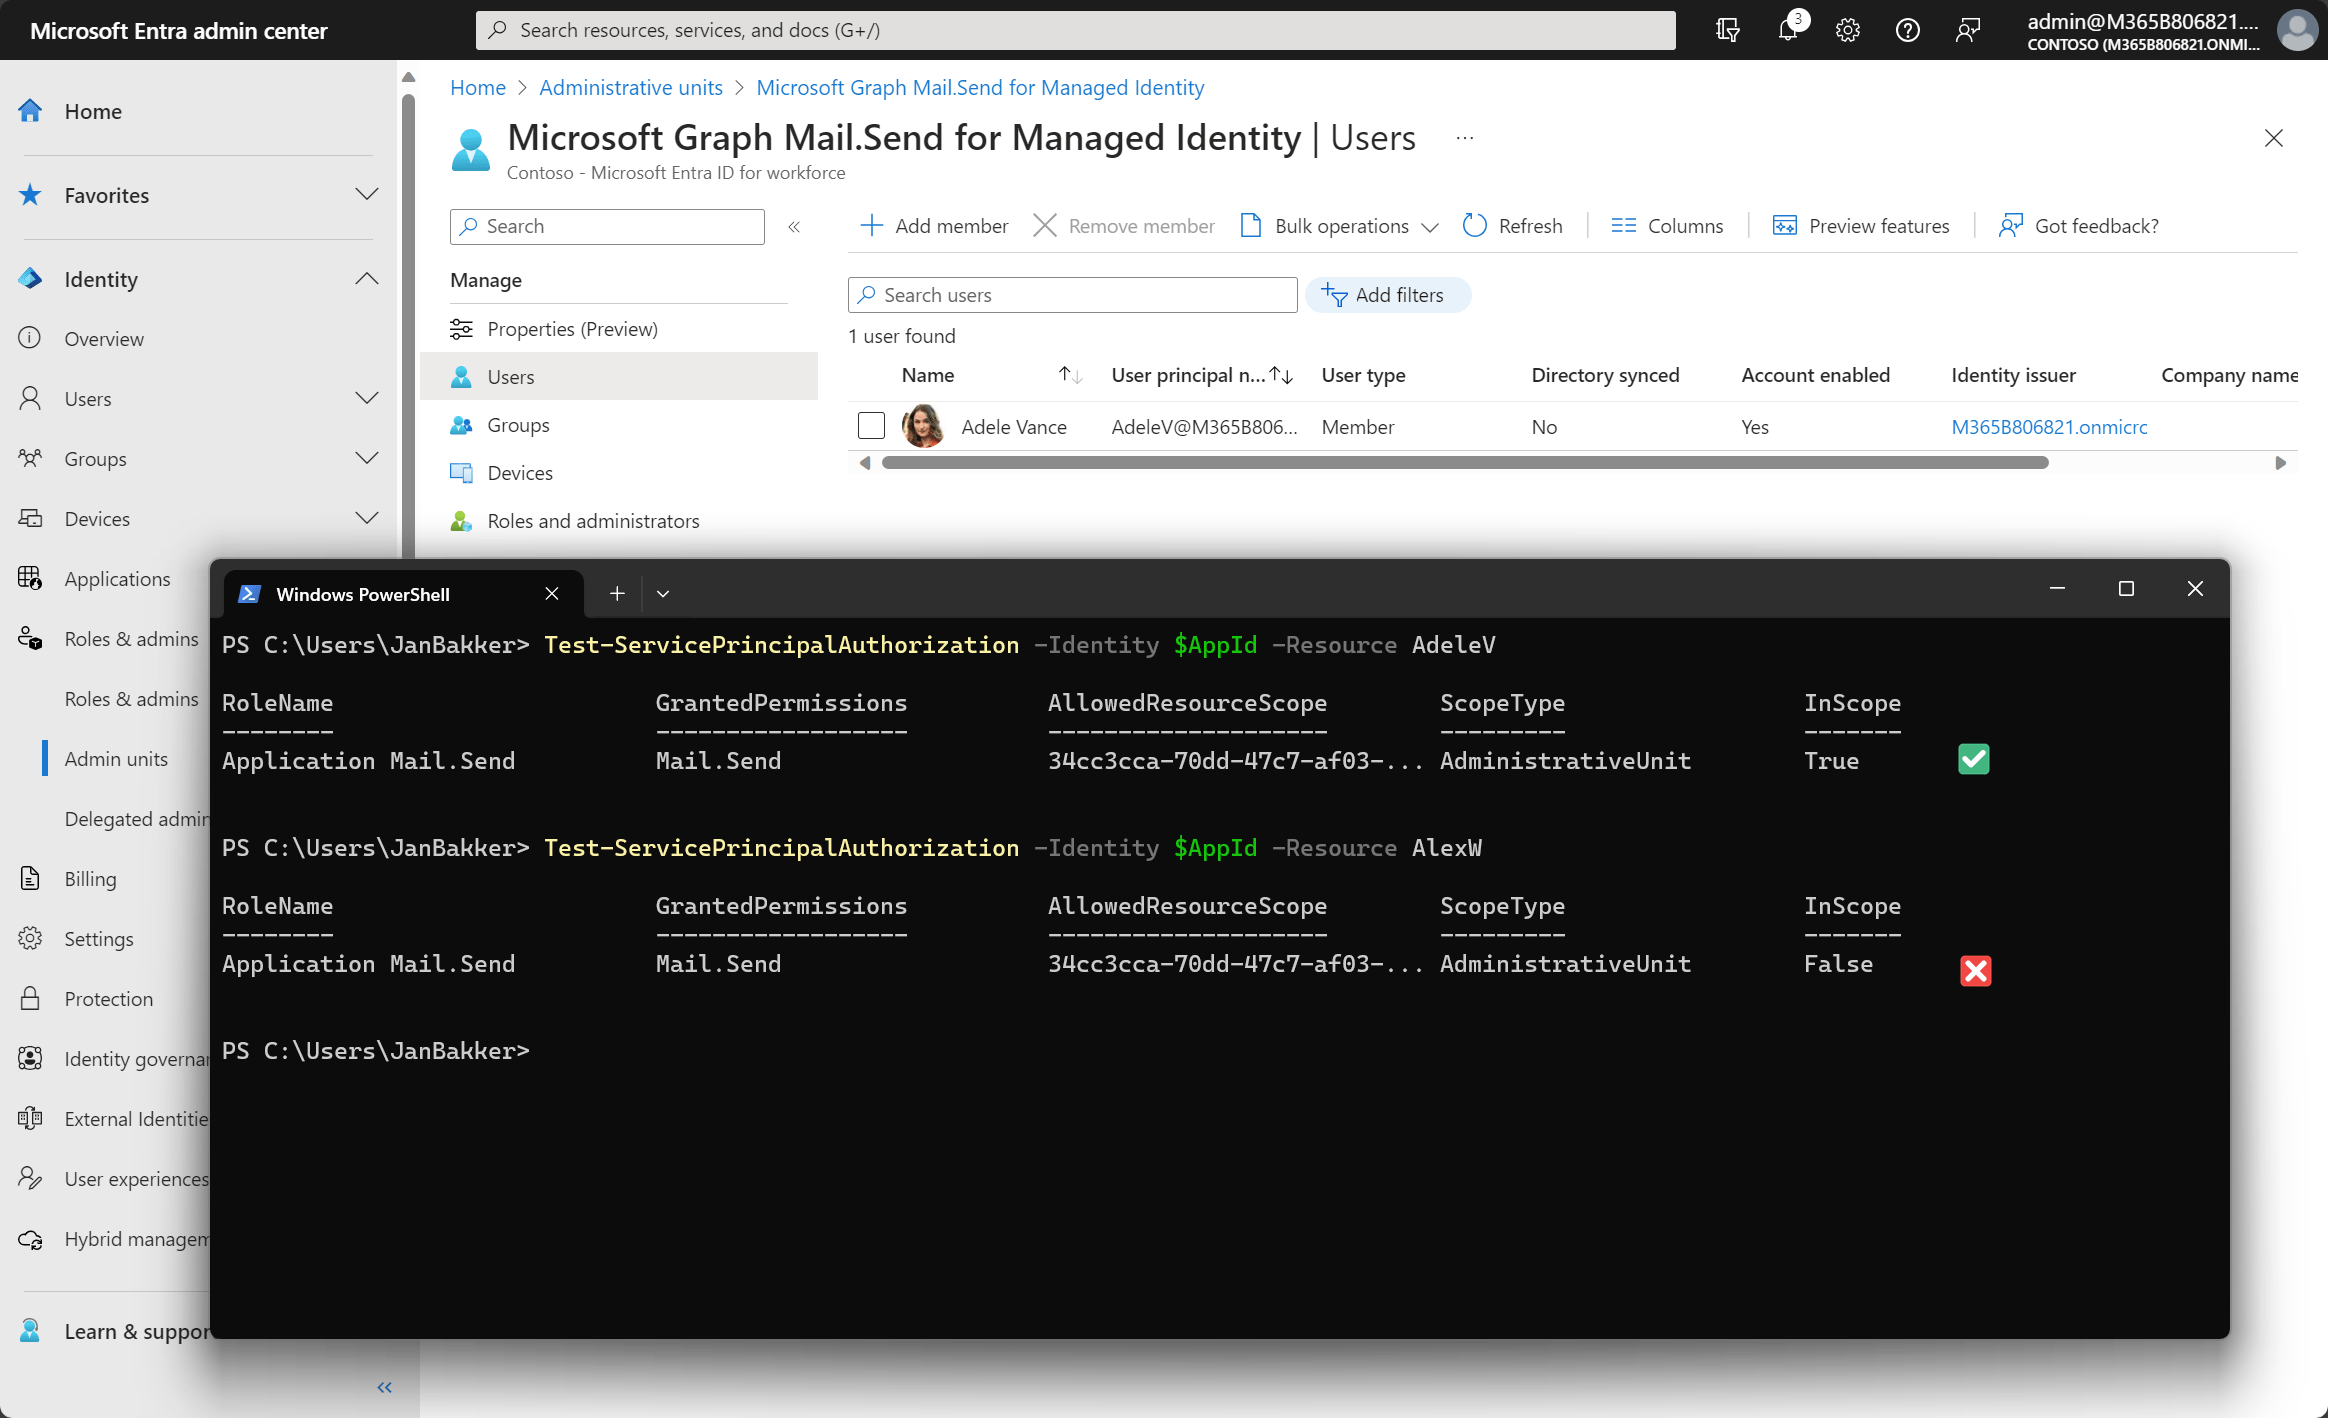 Microsoft Entra admin center
Search resources, services, and docs (G+/)
3
admin@M365B806821....
CONTOSO (M365B806821.ONMI...
Home
Favorites
Identity
Overview
Users
Groups
Devices
Applications
Roles & admins
Roles & admins
Admin units
Delegated admin
Billing
Settings
Protection
Identity governa
External Identitie
User experiences
Hybrid managem
Learn & suppor
Home > Administrative units > Microsoft Graph Mail.Send for Managed Identity
Microsoft Graph Mail.Send for Managed Identity | Users ...
Contoso - Microsoft Entra ID for workforce
Search
Manage
Properties (Preview)
Users
Groups
Devices
Roles and administrators
Add member Remove member Bulk operations Refresh Columns Preview features Got feedback?
Search users Add filters
1 user found
Name User principal n... User type Directory synced Account enabled Identity issuer Company name
Adele Vance AdeleV@M365B806... Member No Yes M365B806821.onmicrc
Windows PowerShell
PS C:\Users\JanBakker> Test-ServicePrincipalAuthorization -Identity $AppId -Resource AdeleV
RoleName GrantedPermissions AllowedResourceScope ScopeType InScope
-------- ------------------ -------------------- --------- -------
Application Mail.Send Mail.Send 34cc3cca-70dd-47c7-af03-... AdministrativeUnit True
PS C:\Users\JanBakker> Test-ServicePrincipalAuthorization -Identity $AppId -Resource AlexW
RoleName GrantedPermissions AllowedResourceScope ScopeType InScope
-------- ------------------ -------------------- --------- -------
Application Mail.Send Mail.Send 34cc3cca-70dd-47c7-af03-... AdministrativeUnit False
PS C:\Users\JanBakker>